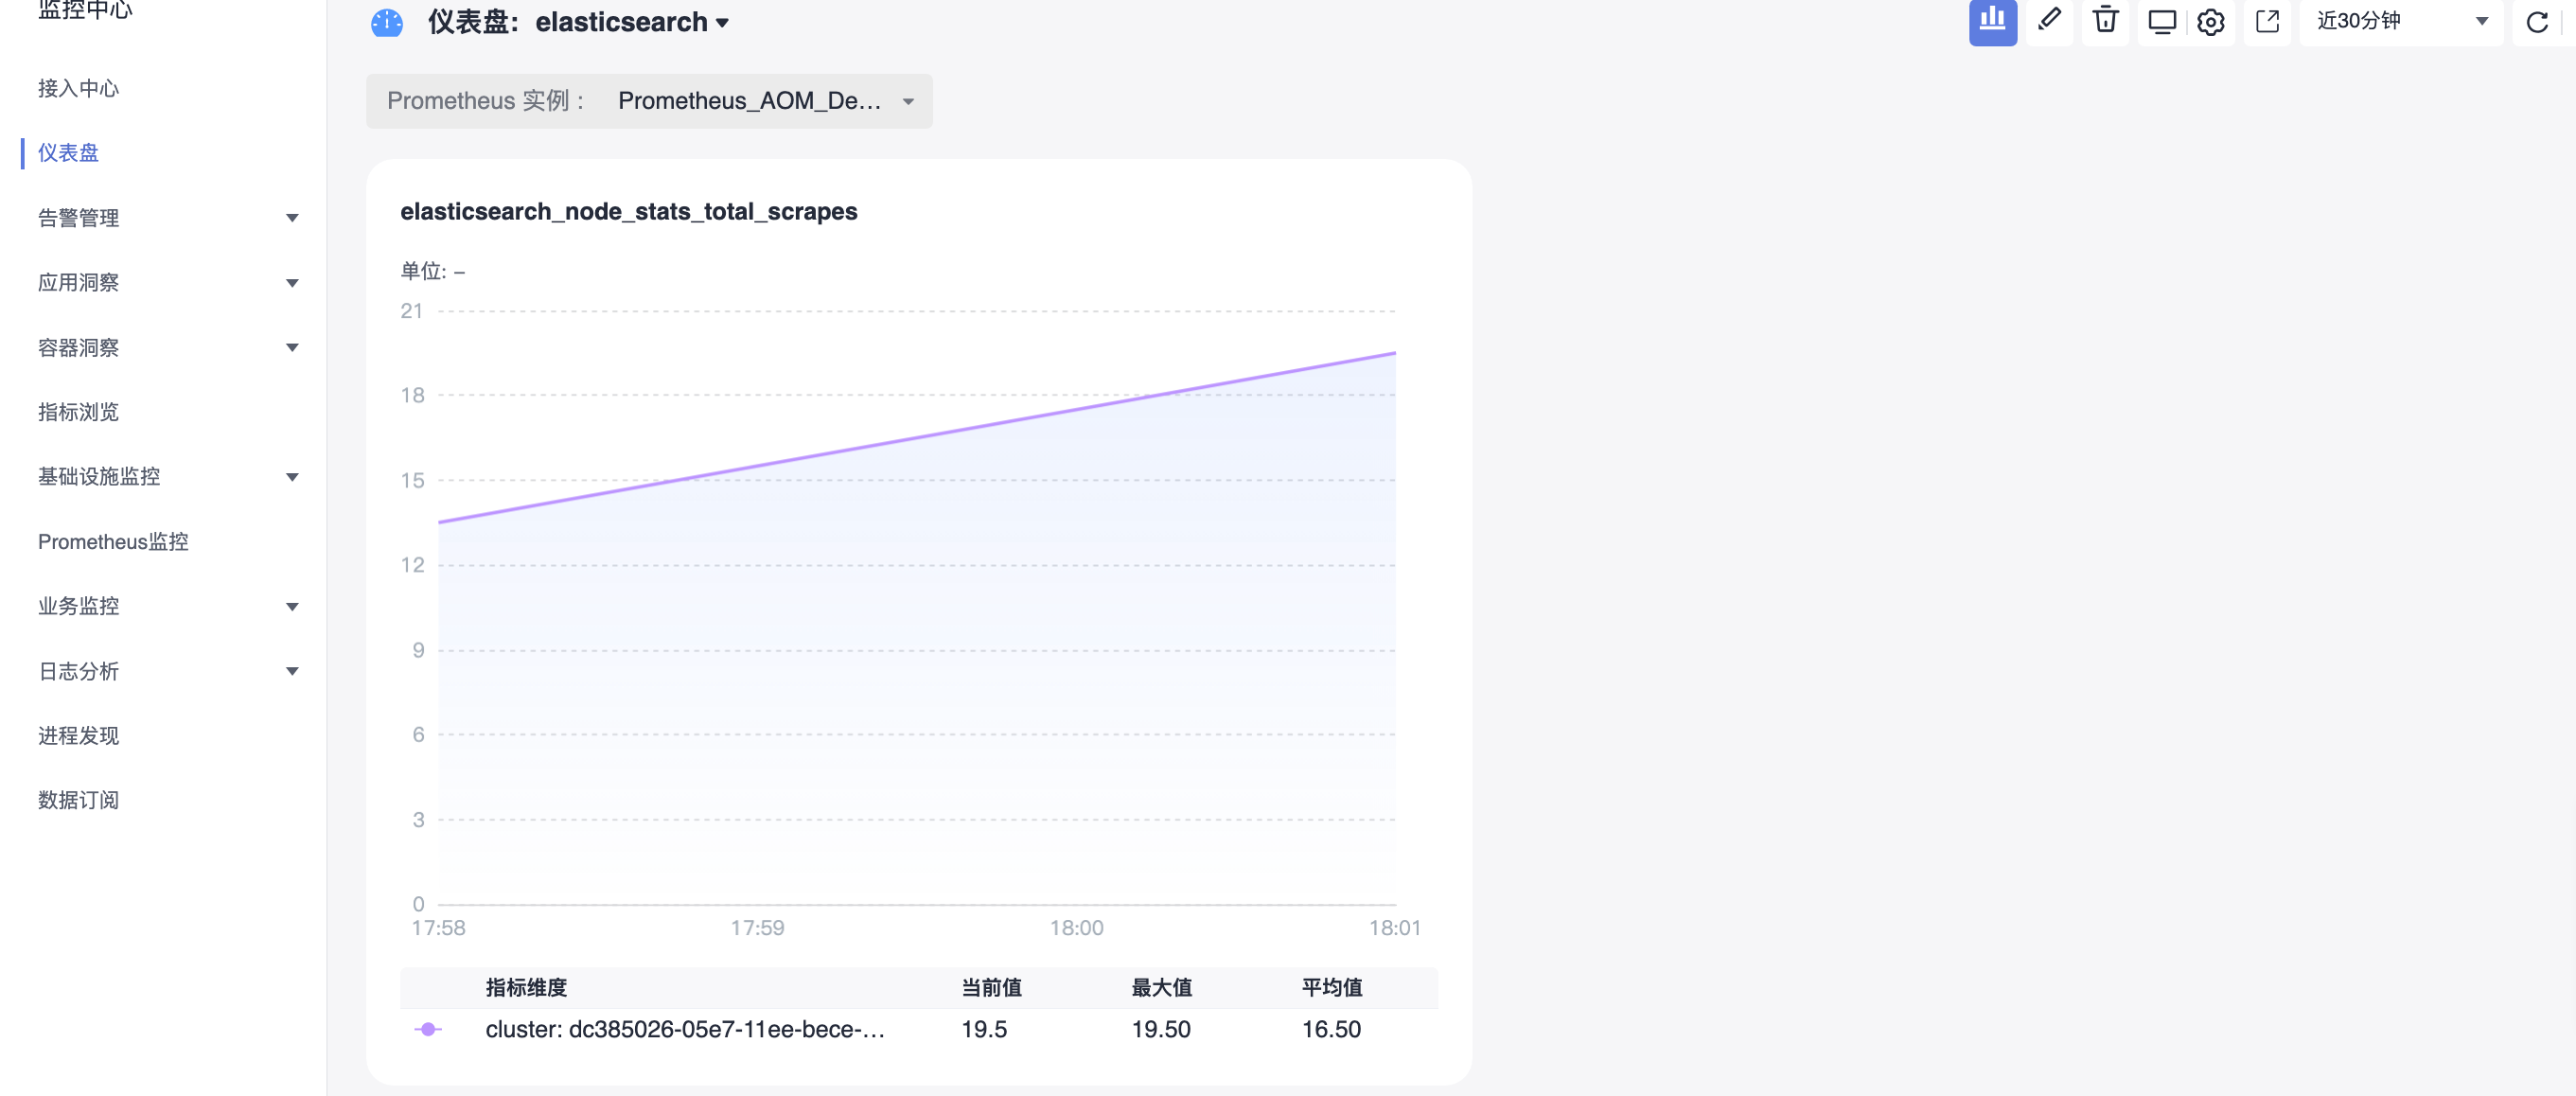 监控中心
接入中心
仪表盘
告警管理
应用洞察
容器洞察
指标浏览
基础设施监控
Prometheus监控
业务监控
日志分析
进程发现
数据订阅
仪表盘: elasticsearch
近30分钟
Prometheus 实例 : Prometheus_AOM_De...
elasticsearch_node_stats_total_scrapes
单位: –
21
18
15
12
9
6
3
0
17:58 17:59 18:00 18:01
指标维度 当前值 最大值 平均值
cluster: dc385026-05e7-11ee-bece-... 19.5 19.50 16.50